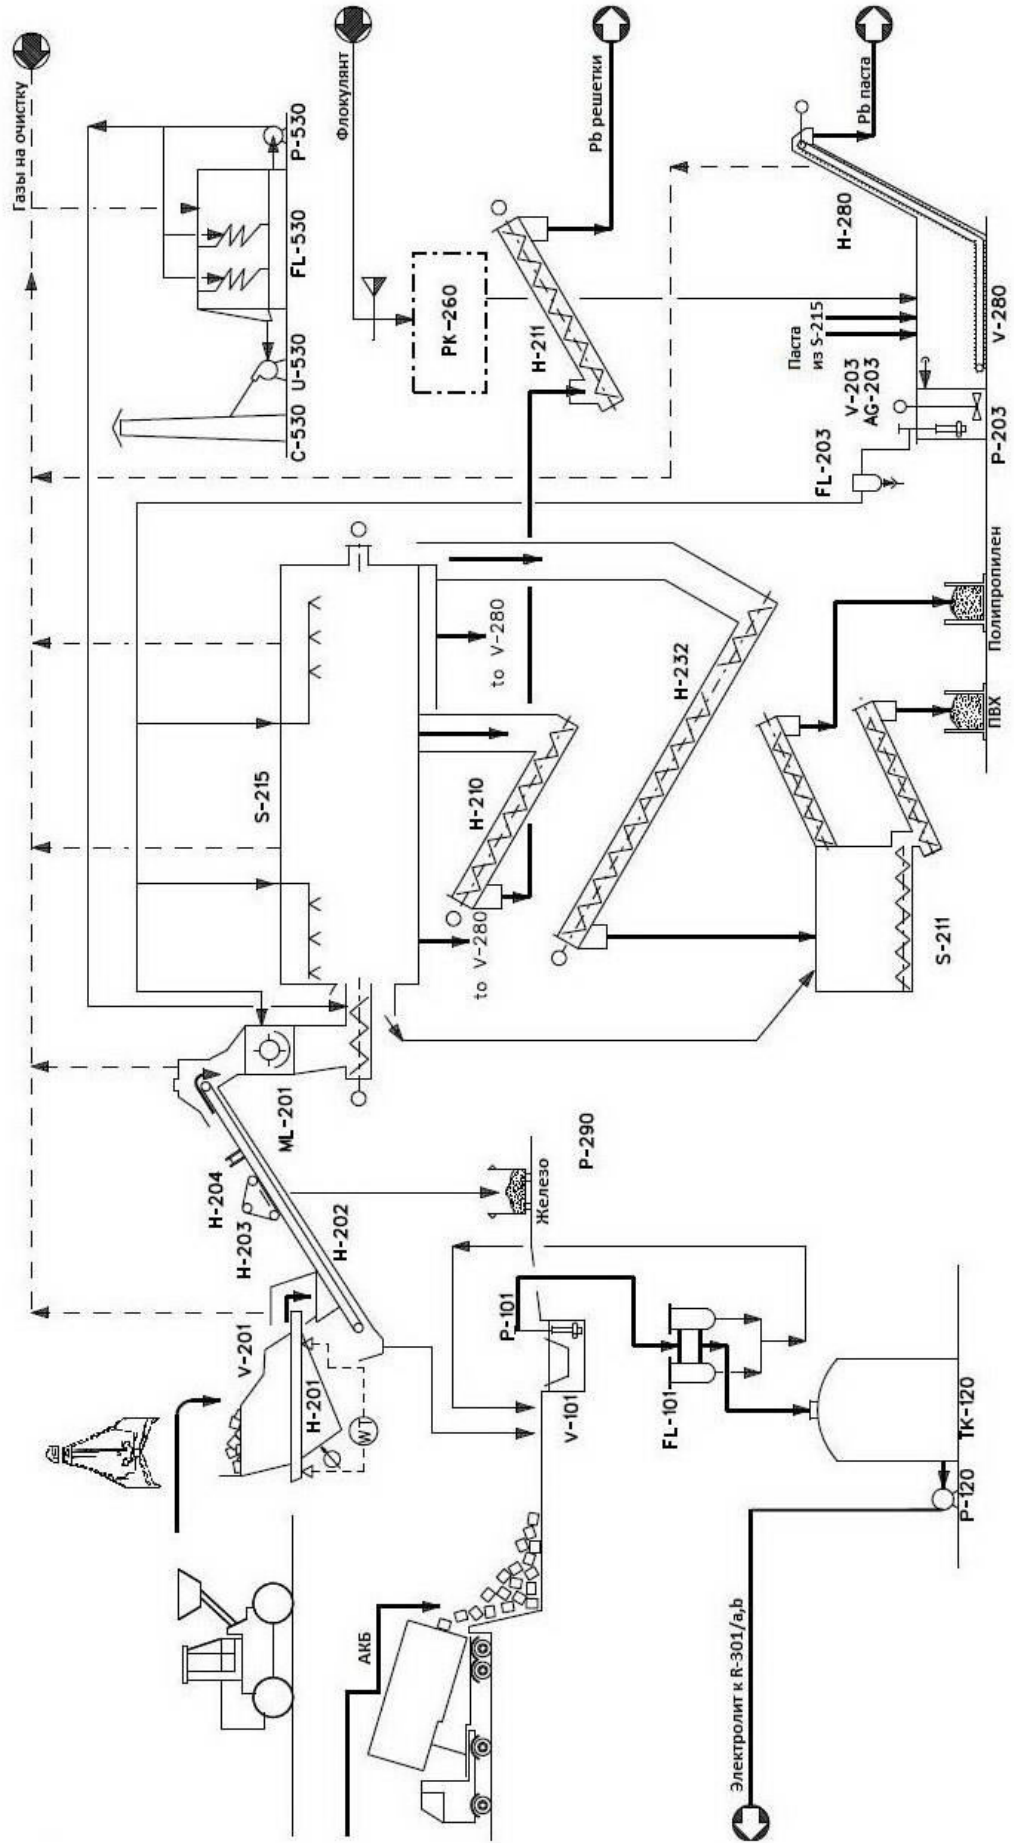 Газы на очистку
P-530
FL-530
U-530
C-530
Флокулянт
PK-260
Pb решетки
H-211
Pb паста
H-280
Паста
из S-215
V-280
V-203
AG-203
FL-203
P-203
S-215
to V-280
H-210
to V-280
H-232
Полипропилен
ПВХ
S-211
ML-201
H-204
H-203
H-202
V-201
H-201
WT
Железо
P-290
P-101
V-101
FL-101
TK-120
P-120
АКБ
Электролит к R-301/a,b